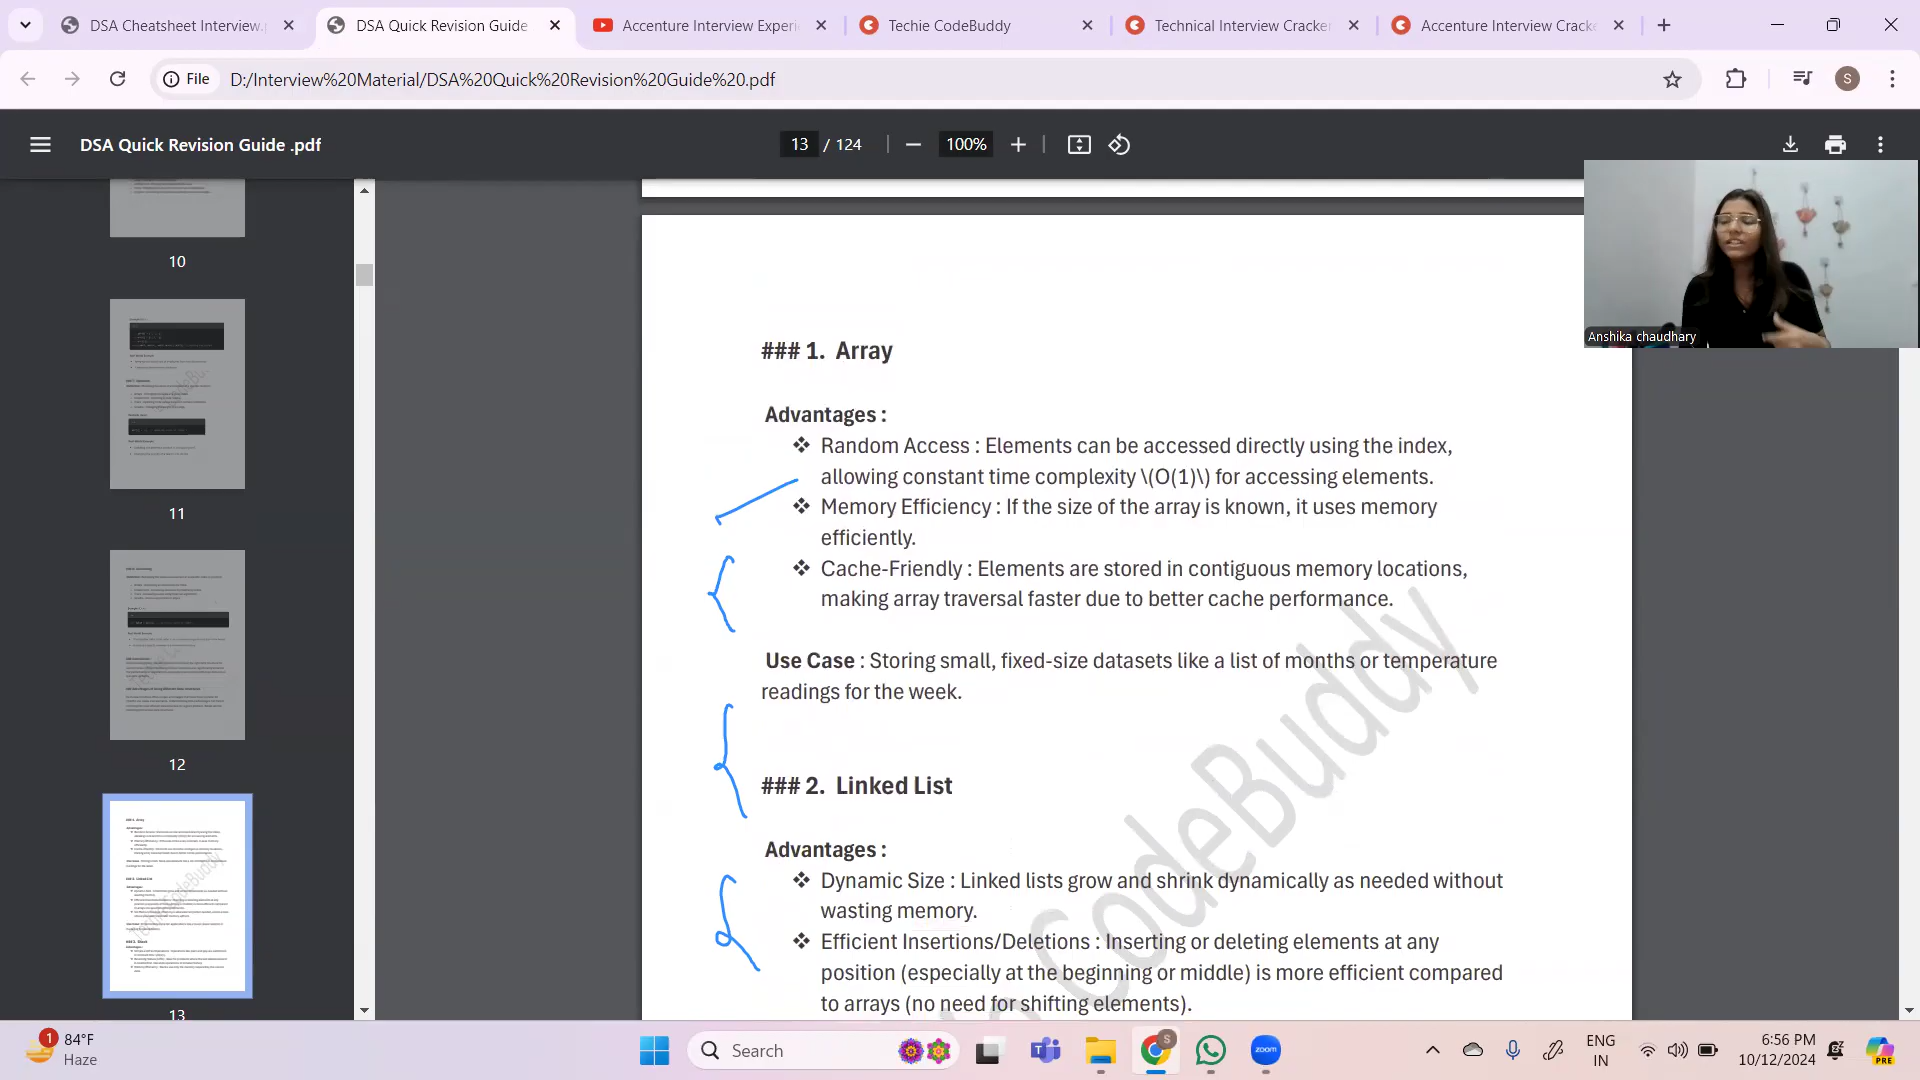 DSA Cheatsheet Interview.
DSA Quick Revision Guide
Accenture Interview Experi
Techie CodeBuddy
Technical Interview Cracker
Accenture Interview Cracke
File
D:/Interview%20Material/DSA%20Quick%20Revision%20Guide%20.pdf
S
DSA Quick Revision Guide .pdf
13 / 124
100%
10
11
12
13
Anshika chaudhary
### 1. Array
Advantages :
❖ Random Access : Elements can be accessed directly using the index,
allowing constant time complexity \(O(1)\) for accessing elements.
❖ Memory Efficiency : If the size of the array is known, it uses memory
efficiently.
❖ Cache-Friendly : Elements are stored in contiguous memory locations,
making array traversal faster due to better cache performance.
Use Case : Storing small, fixed-size datasets like a list of months or temperature
readings for the week.
### 2. Linked List
Advantages :
❖ Dynamic Size : Linked lists grow and shrink dynamically as needed without
wasting memory.
❖ Efficient Insertions/Deletions : Inserting or deleting elements at any
position (especially at the beginning or middle) is more efficient compared
to arrays (no need for shifting elements).
CodeBuddy
1
84°F
Haze
Search
S
zoom
ENG
IN
6:56 PM
10/12/2024
PRE